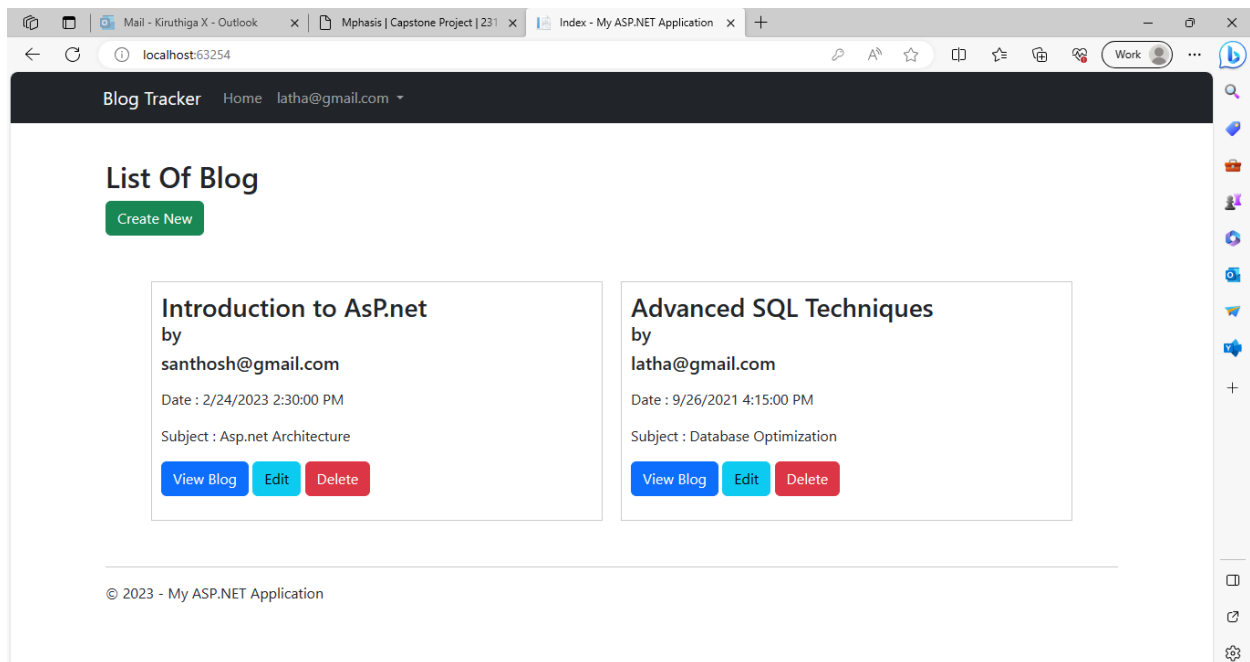 Mail - Kiruthiga X - Outlook
Mphasis | Capstone Project | 231
Index - My ASP.NET Application
localhost:63254
Work
Blog Tracker Home latha@gmail.com
List Of Blog
Create New
Introduction to AsP.net
by
santhosh@gmail.com
Date : 2/24/2023 2:30:00 PM
Subject : Asp.net Architecture
View Blog Edit Delete
Advanced SQL Techniques
by
latha@gmail.com
Date : 9/26/2021 4:15:00 PM
Subject : Database Optimization
View Blog Edit Delete
© 2023 - My ASP.NET Application